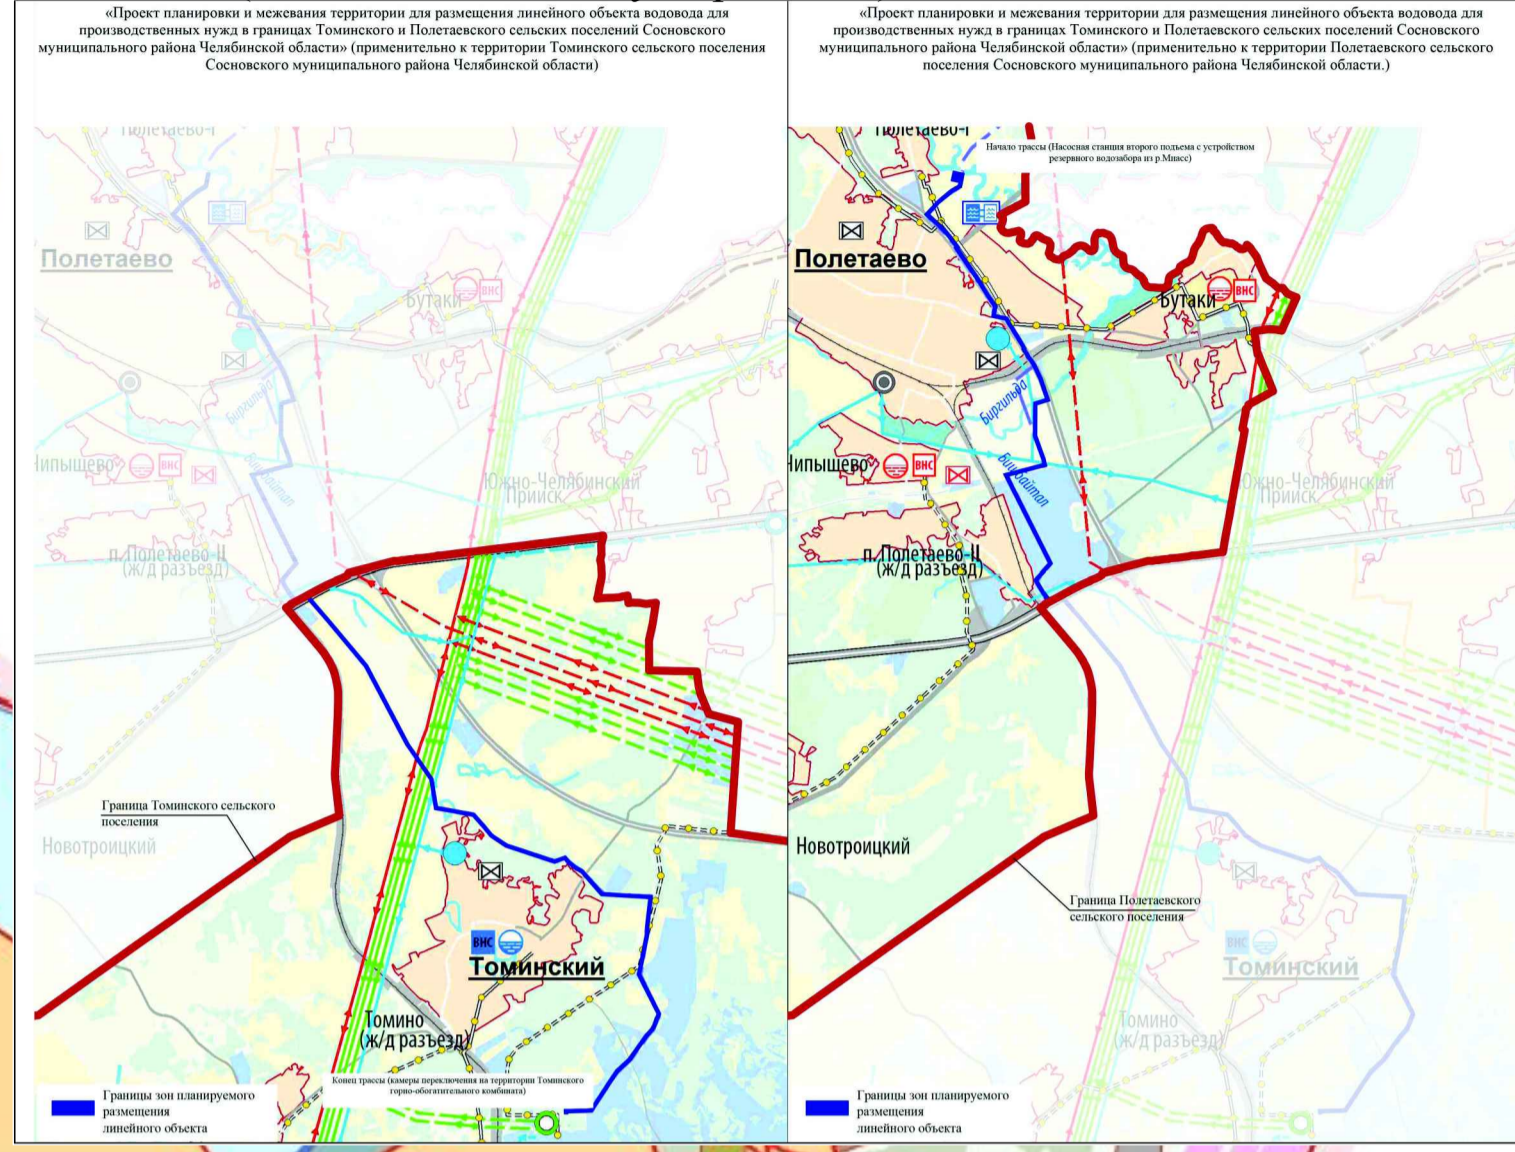 «Проект планировки и межевания территории для размещения линейного объекта водовода для
производственных нужд в границах Томинского и Полетаевского сельских поселений Сосновского
муниципального района Челябинской области» (применительно к территории Томинского сельского поселения
Сосновского муниципального района Челябинской области)
Полетаево-I
Полетаево
Бутаки
ВНС
Биргильда
ВНС
Южно-Челябинский
Прииск
п.Полетаево-II
(ж/д разъезд)
Граница Томинского сельского
поселения
Новотроицкий
ВНС
Томинский
Томино
(ж/д разъезд)
Конец трассы (камеры переключения на территории Томинского
горно-обогатительного комбината)
Границы зон планируемого
размещения
линейного объекта
«Проект планировки и межевания территории для размещения линейного объекта водовода для
производственных нужд в границах Томинского и Полетаевского сельских поселений Сосновского
муниципального района Челябинской области» (применительно к территории Полетаевского сельского
поселения Сосновского муниципального района Челябинской области.)
Полетаево-I
Начало трассы (Насосная станция второго подъема с устройством
резервного водозабора из р.Миасс)
Полетаево
Бутаки
ВНС
Биргильда
ВНС
Южно-Челябинский
Прииск
п.Полетаево-II
(ж/д разъезд)
Новотроицкий
Граница Полетаевского
сельского поселения
ВНС
Томинский
Томино
(ж/д разъезд)
Границы зон планируемого
размещения
линейного объекта